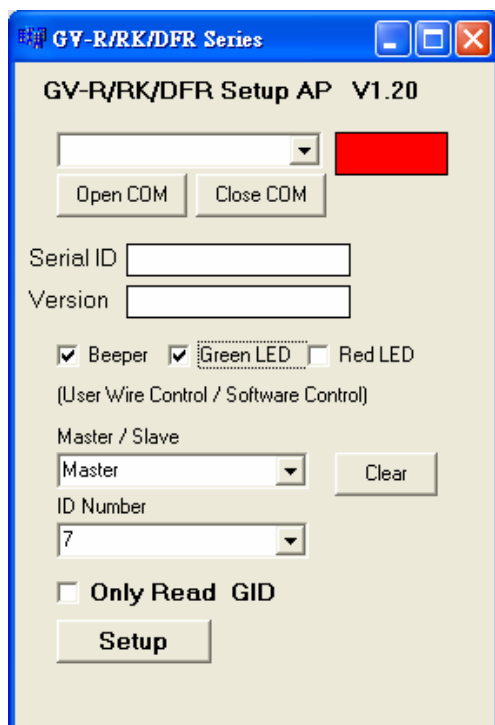 GV-R/RK/DFR Series
GV-R/RK/DFR Setup AP V1.20
Open COM Close COM
Serial ID
Version
Beeper Green LED Red LED
(User Wire Control / Software Control)
Master / Slave
Master Clear
ID Number
7
Only Read GID
Setup